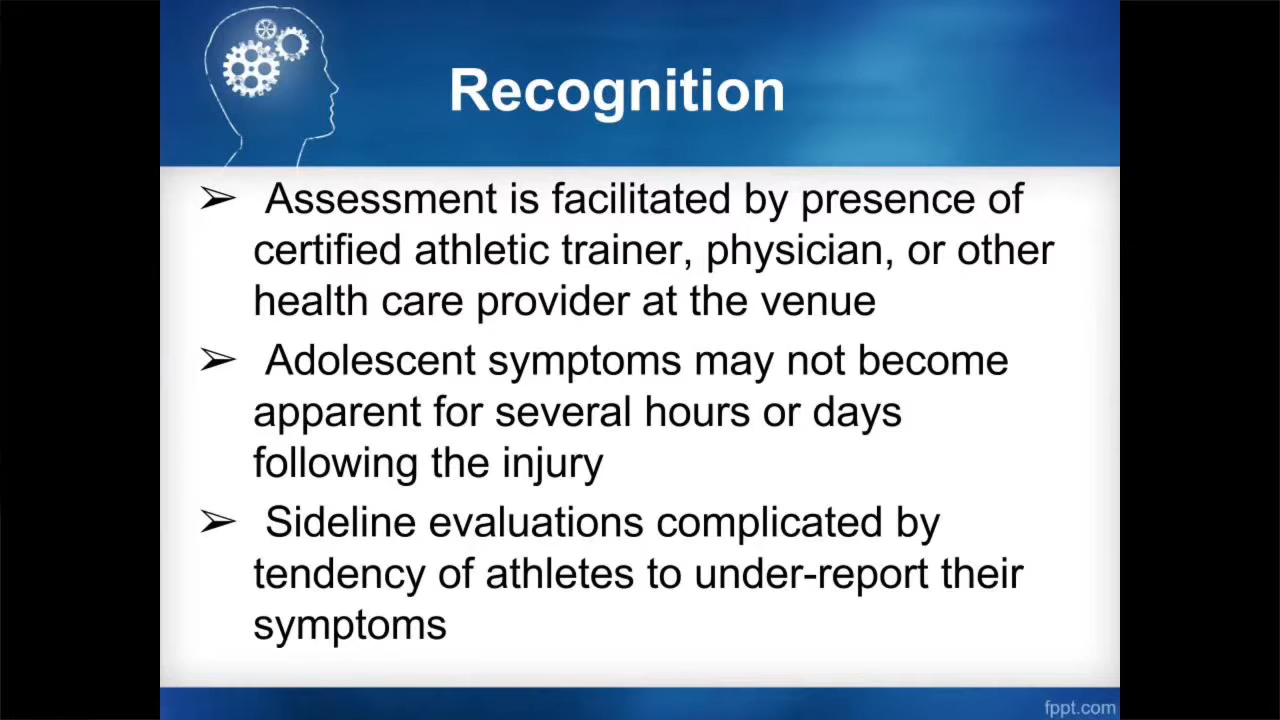 Recognition
➢ Assessment is facilitated by presence of
certified athletic trainer, physician, or other
health care provider at the venue
➢ Adolescent symptoms may not become
apparent for several hours or days
following the injury
➢ Sideline evaluations complicated by
tendency of athletes to under-report their
symptoms
fppt.com